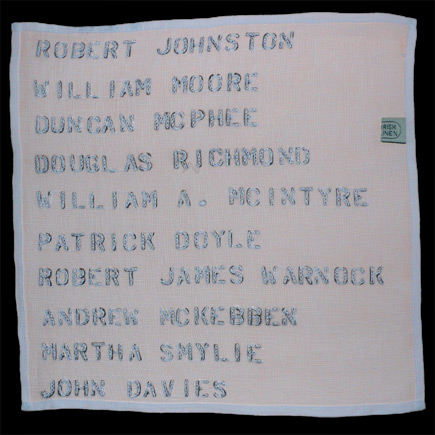 ROBERT JOHNSTON
WILLIAM MOORE
DUNCAN MCPHEE
DOUGLAS RICHMOND
WILLIAM A. MCINTYRE
PATRICK DOYLE
ROBERT JAMES WARNOCK
ANDREW MCKEBBEN
MARTHA SMYLIE
JOHN DAVIES